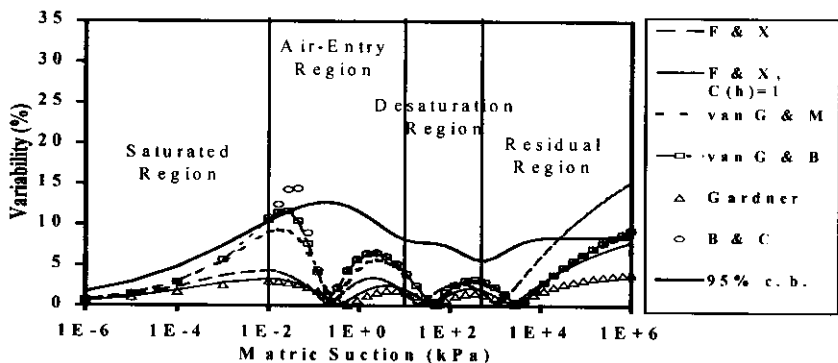 35
30
25
20
15
10
5
0
Variability (%)
Saturated
Region
Air-Entry
Region
Desaturation
Region
Residual
Region
1E-6
1E-4
1E-2
1E+0
1E+2
1E+4
1E+6
Matric Suction (kPa)
F & X
F & X,
C(h)=1
van G & M
van G & B
Gardner
B & C
95% c.b.